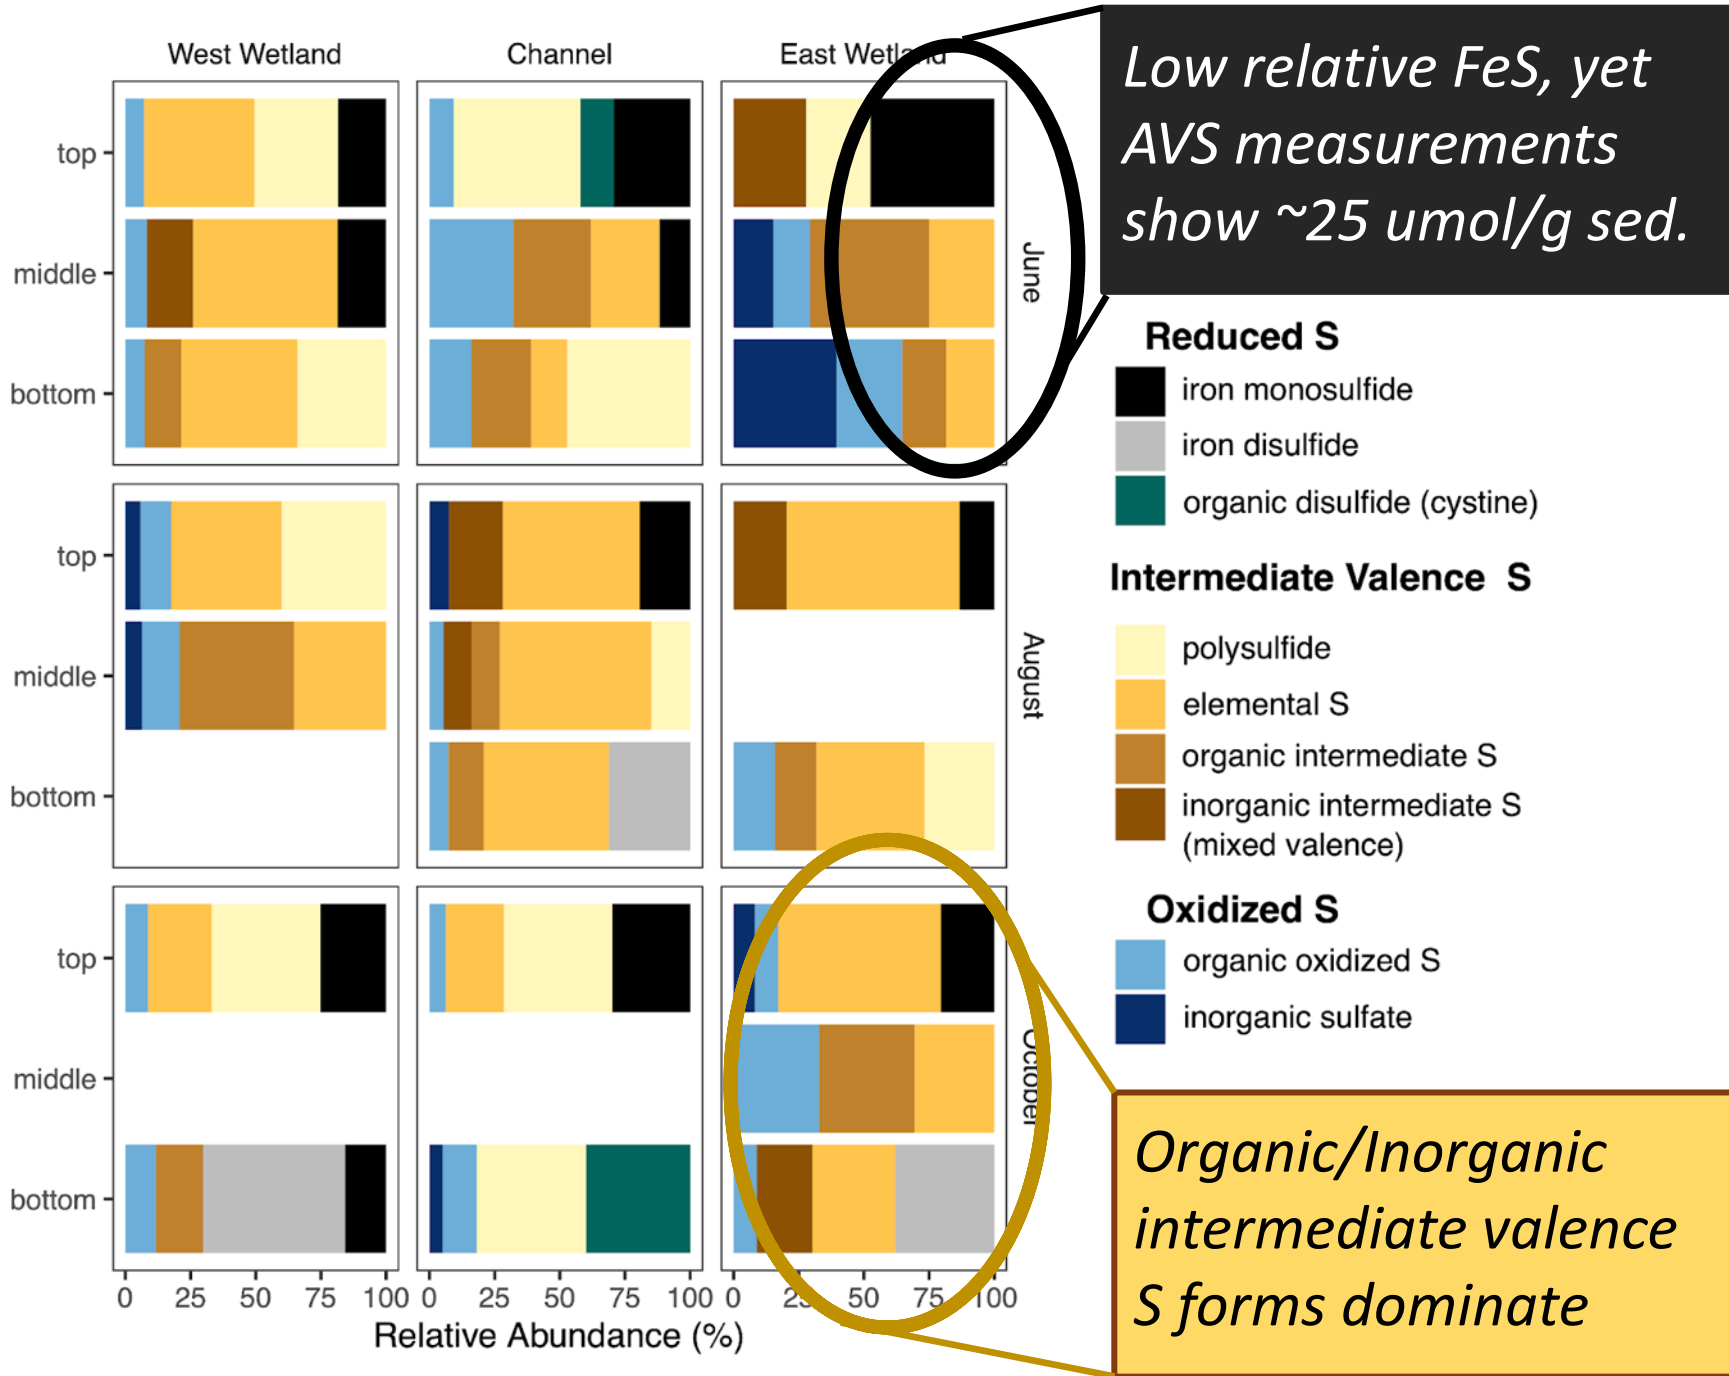 West Wetland
Channel
East Wetland
top
middle
bottom
June
top
middle
bottom
August
top
middle
bottom
October
0 25 50 75 100
0 25 50 75 100
0 25 50 75 100
Relative Abundance (%)
Low relative FeS, yet
AVS measurements
show ~25 umol/g sed.
Reduced S
iron monosulfide
iron disulfide
organic disulfide (cystine)
Intermediate Valence S
polysulfide
elemental S
organic intermediate S
inorganic intermediate S
(mixed valence)
Oxidized S
organic oxidized S
inorganic sulfate
Organic/Inorganic
intermediate valence
S forms dominate